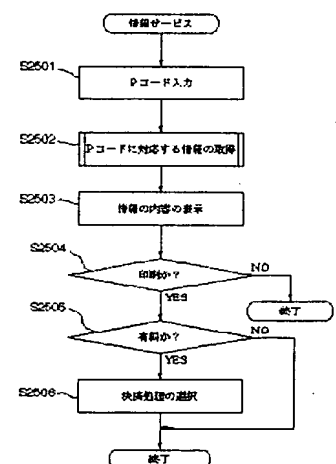 情報サービス
S2501
Pコード入力
S2502
Pコードに対応する情報の取得
S2503
情報の内容の表示
S2504
印刷か？
NO
YES
終了
S2505
有料か？
NO
YES
S2506
決済処理の選択
終了